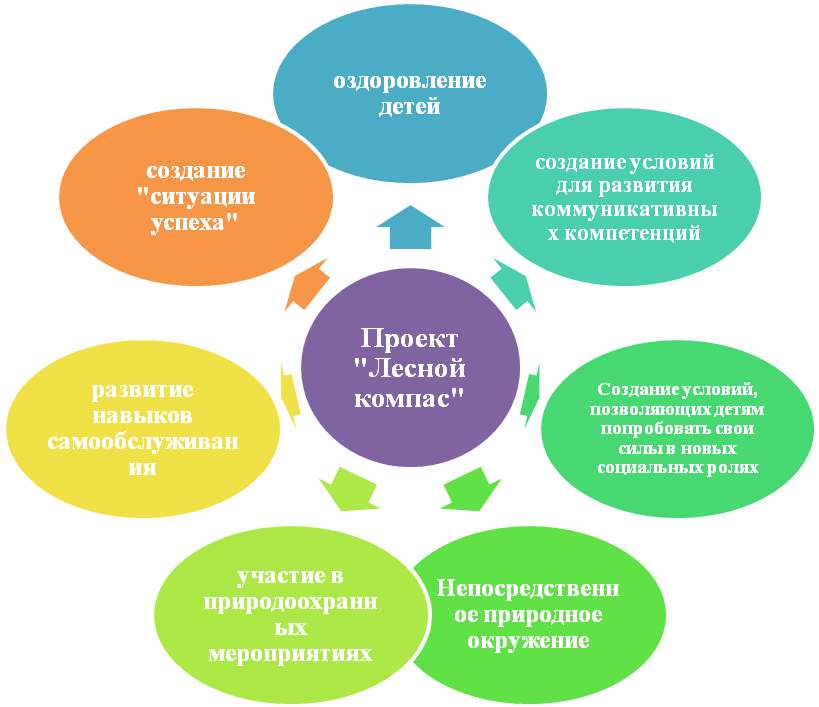 оздоровление
детей
создание условий
для развития
коммуникативны
х компетенций
Создание условий,
позволяющих детям
попробовать свои
силы в новых
социальных ролях
Непосредственн
ое природное
окружение
участие в
природоохранн
ых
мероприятиях
развитие
навыков
самообслуживан
ия
создание
"ситуации
успеха"
Проект
"Лесной
компас"